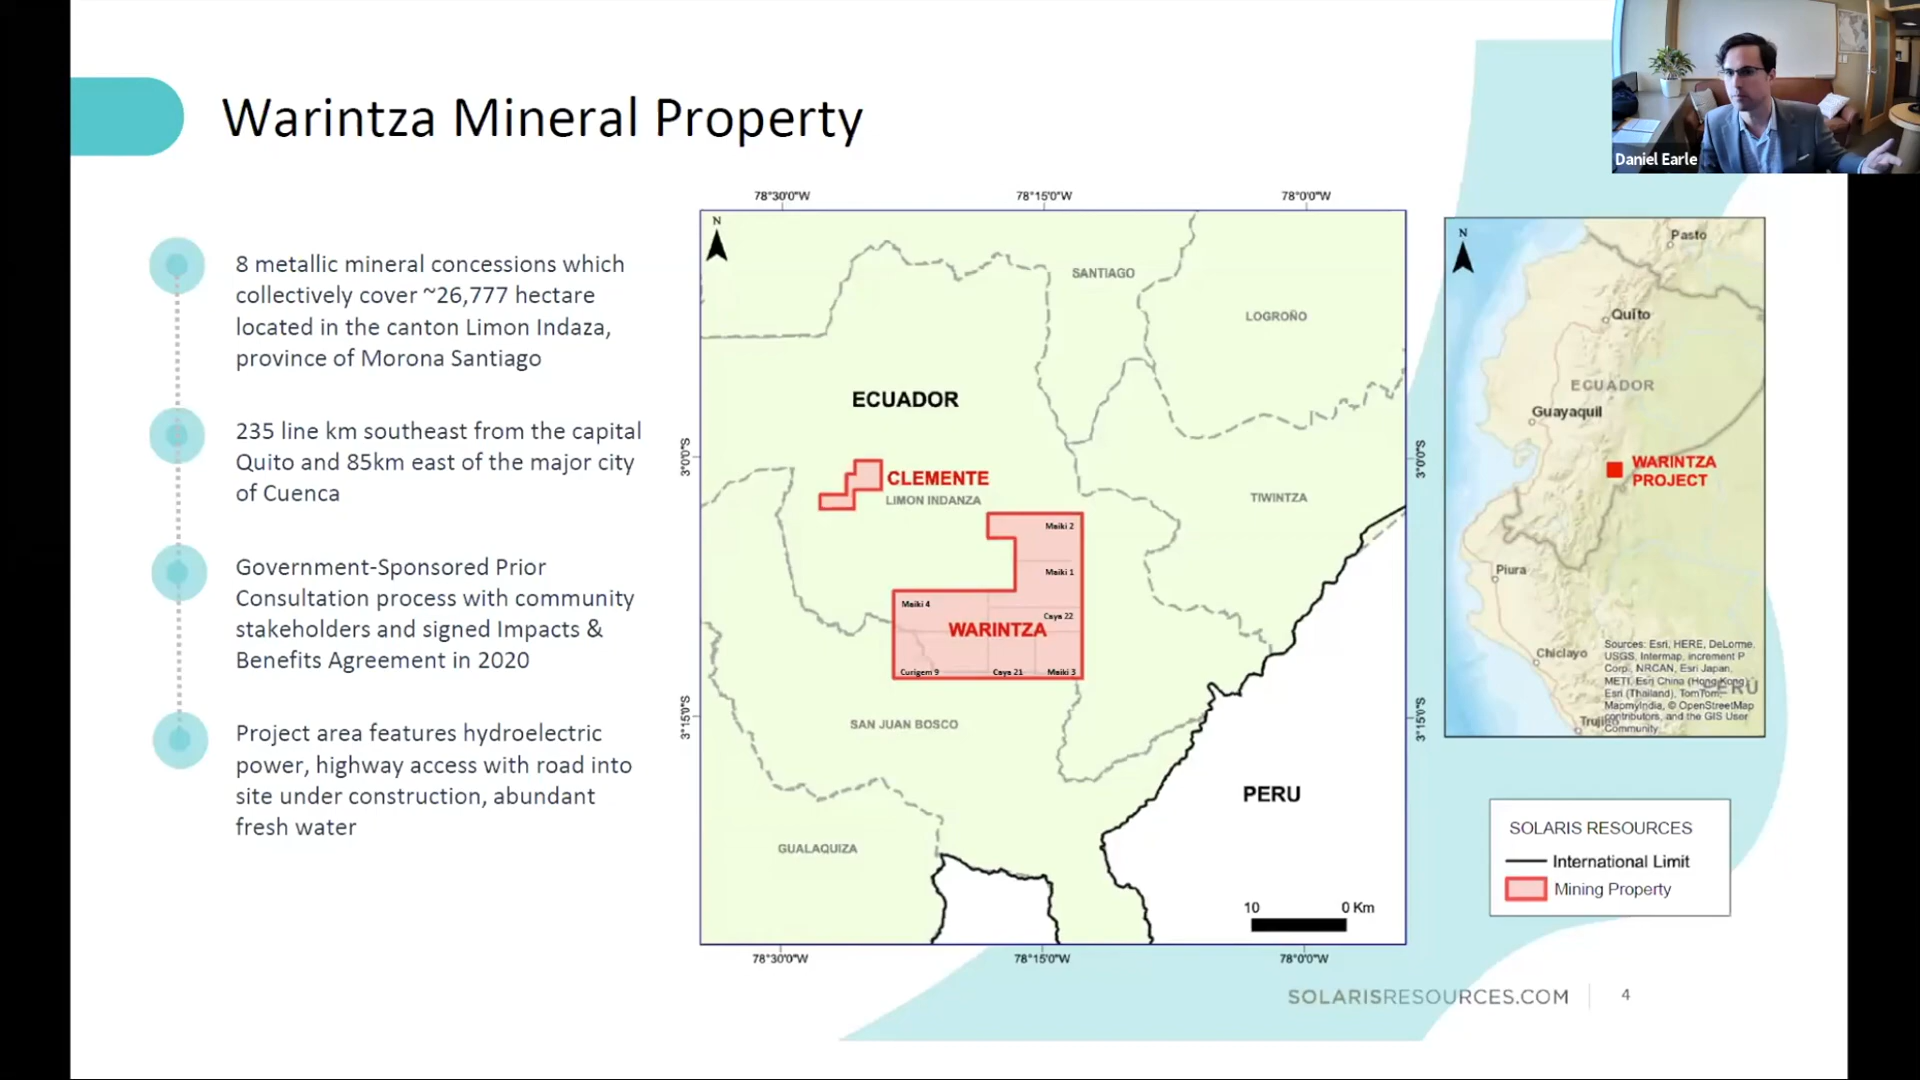 Warintza Mineral Property
Daniel Earle
8 metallic mineral concessions which
collectively cover ~26,777 hectare
located in the canton Limon Indaza,
province of Morona Santiago
235 line km southeast from the capital
Quito and 85km east of the major city
of Cuenca
Government-Sponsored Prior
Consultation process with community
stakeholders and signed Impacts &
Benefits Agreement in 2020
Project area features hydroelectric
power, highway access with road into
site under construction, abundant
fresh water
78°30'0"W
78°15'0"W
78°0'0"W
N
SANTIAGO
LOGROÑO
ECUADOR
3°0'0"S
3°0'0"S
CLEMENTE
LIMON INDANZA
TIWINTZA
Maiki 2
Maiki 1
Maiki 4
Caya 22
WARINTZA
Curigem 9
Caya 21
Maiki 3
3°15'0"S
3°15'0"S
SAN JUAN BOSCO
PERU
GUALAQUIZA
10
0 Km
78°30'0"W
78°15'0"W
78°0'0"W
N
Pasto
Quito
ECUADOR
Guayaquil
WARINTZA
PROJECT
Piura
Chiclayo
Trujillo
PERÚ
Sources: Esri, HERE, DeLorme,
USGS, Intermap, increment P
Corp., NRCAN, Esri Japan,
METI, Esri China (Hong Kong),
Esri (Thailand), TomTom,
MapmyIndia, © OpenStreetMap
contributors, and the GIS User
Community
SOLARIS RESOURCES
International Limit
Mining Property
SOLARISRESOURCES.COM
4